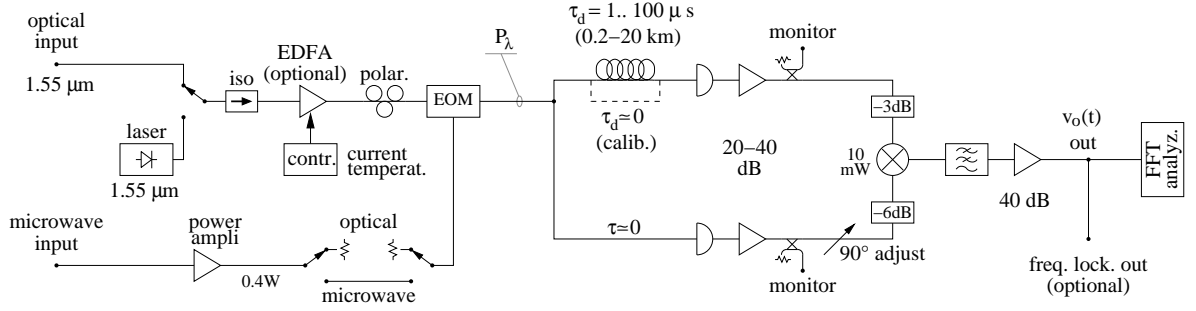 optical
input
1.55 μm
iso
EDFA
(optional)
polar.
EOM
P_λ
laser
1.55 μm
contr.
current
temperat.
microwave
input
power
ampli
0.4W
optical
microwave
τ_d = 1.. 100 μ s
(0.2–20 km)
τ_d ≃ 0
(calib.)
τ≃0
20–40
dB
monitor
−3dB
10
mW
−6dB
90° adjust
monitor
40 dB
v_o(t)
out
FFT
analyz.
freq. lock. out
(optional)